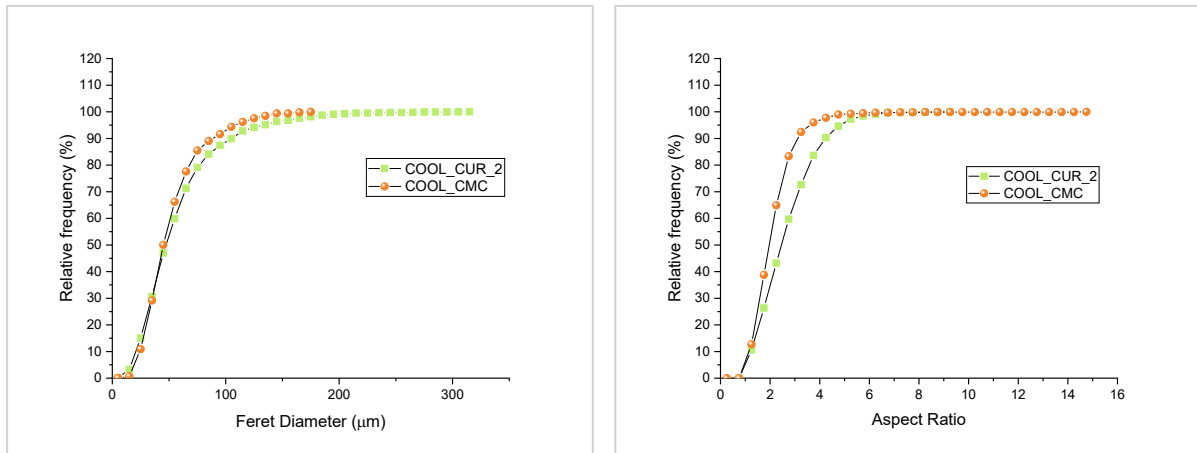 120
110
100
90
80
70
60
50
40
30
20
10
0
Relative frequency (%)
COOL_CUR_2
COOL_CMC
0 100 200 300
Feret Diameter (μm)
120
110
100
90
80
70
60
50
40
30
20
10
0
Relative frequency (%)
COOL_CUR_2
COOL_CMC
0 2 4 6 8 10 12 14 16
Aspect Ratio